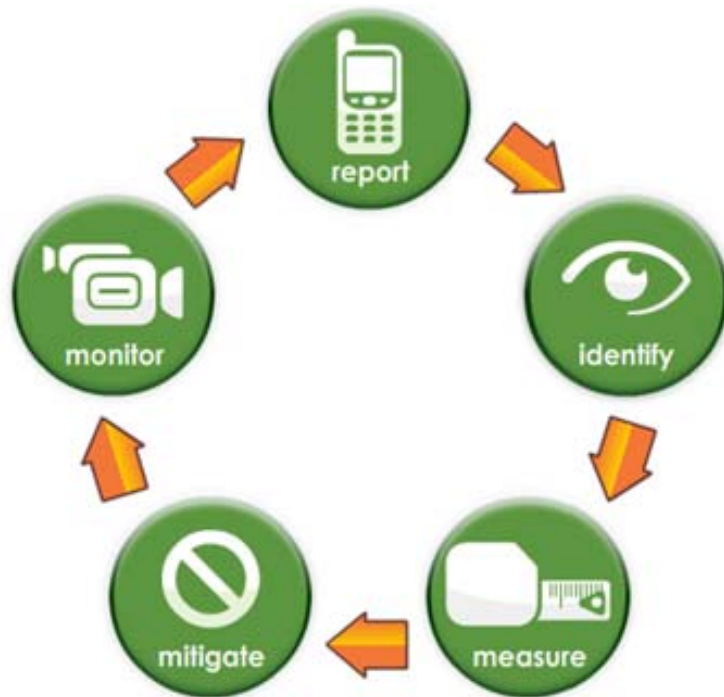 report
identify
measure
mitigate
monitor